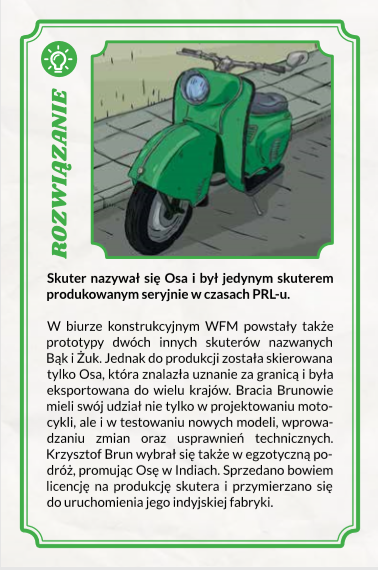 ROZWIĄZANIE
Skuter nazywał się Osa i był jedynym skuterem
produkowanym seryjnie w czasach PRL-u.
W biurze konstrukcyjnym WFM powstały także
prototypy dwóch innych skuterów nazwanych
Bąk i Żuk. Jednak do produkcji została skierowana
tylko Osa, która znalazła uznanie za granicą i była
eksportowana do wielu krajów. Bracia Brunowie
mieli swój udział nie tylko w projektowaniu moto-
cykli, ale i w testowaniu nowych modeli, wprowa-
dzaniu zmian oraz usprawnień technicznych.
Krzysztof Brun wybrał się także w egzotyczną po-
dróż, promując Osę w Indiach. Sprzedano bowiem
licencję na produkcję skutera i przymierzano się
do uruchomienia jego indyjskiej fabryki.